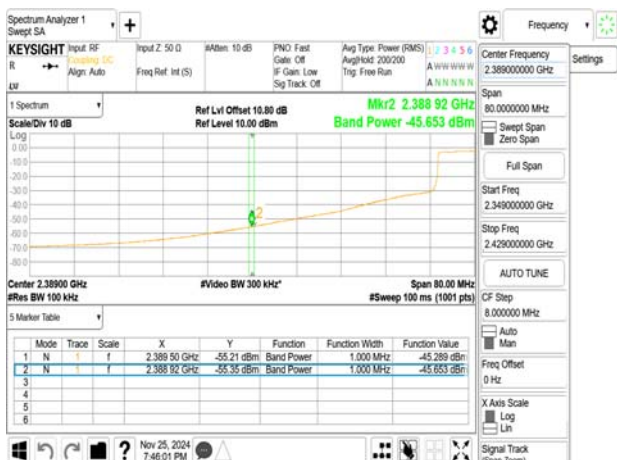 Spectrum Analyzer 1
Swept SA
Frequency
KEYSIGHT
Input: RF
Coupling: DC
Align: Auto
Input Z: 50 Ω
Freq Ref: Int (S)
#Atten: 10 dB
PNO: Fast
Gate: Off
IF Gain: Low
Sig Track: Off
Avg Type: Power (RMS)
Avg|Hold: 200/200
Trig: Free Run
1 2 3 4 5 6
A W W W W W
A N N N N N
R
Center Frequency
2.389000000 GHz
Settings
Span
80.0000000 MHz
Swept Span
Zero Span
Full Span
Start Freq
2.349000000 GHz
Stop Freq
2.429000000 GHz
AUTO TUNE
CF Step
8.000000 MHz
Auto
Man
Freq Offset
0 Hz
X Axis Scale
Log
Lin
Signal Track
1 Spectrum
Scale/Div 10 dB
Ref Lvl Offset 10.80 dB
Ref Level 10.00 dBm
Mkr2 2.388 92 GHz
Band Power -45.653 dBm
Log
0.00
-10.0
-20.0
-30.0
-40.0
-50.0
-60.0
-70.0
-80.0
2
Center 2.38900 GHz
#Res BW 100 kHz
#Video BW 300 kHz*
Span 80.00 MHz
#Sweep 100 ms (1001 pts)
5 Marker Table
Mode Trace Scale X Y Function Function Width Function Value
1 N 1 f 2.389 50 GHz -55.21 dBm Band Power 1.000 MHz -45.289 dBm
2 N 1 f 2.388 92 GHz -55.35 dBm Band Power 1.000 MHz -45.653 dBm
3
4
5
6
?
Nov 25, 2024
7:46:01 PM